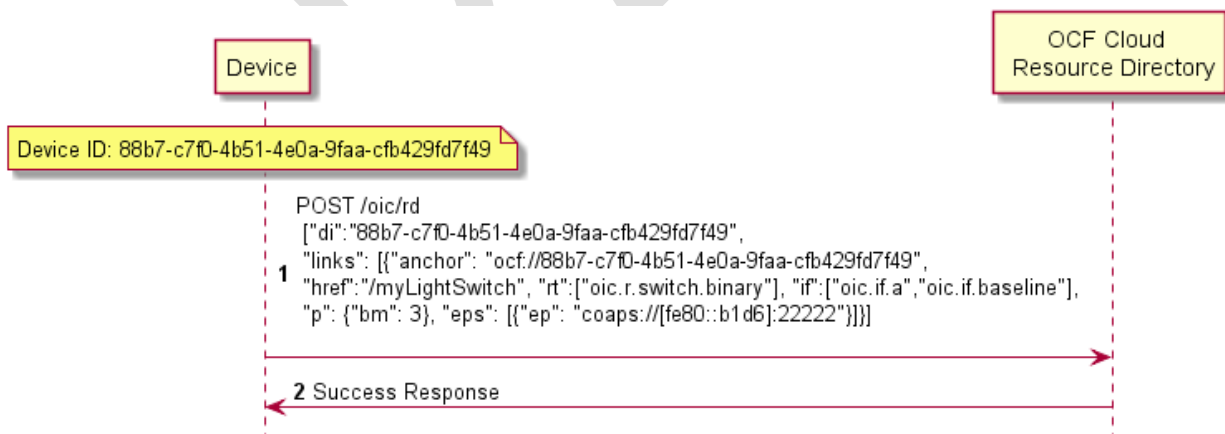 Device
OCF Cloud
Resource Directory
Device ID: 88b7-c7f0-4b51-4e0a-9faa-cfb429fd7f49
POST /oic/rd
["di":"88b7-c7f0-4b51-4e0a-9faa-cfb429fd7f49",
"links": [{"anchor": "ocf://88b7-c7f0-4b51-4e0a-9faa-cfb429fd7f49",
1 "href":"/myLightSwitch", "rt":["oic.r.switch.binary"], "if":["oic.if.a","oic.if.baseline"],
"p": {"bm": 3}, "eps": [{"ep": "coaps://[fe80::b1d6]:22222"}]}]
2 Success Response